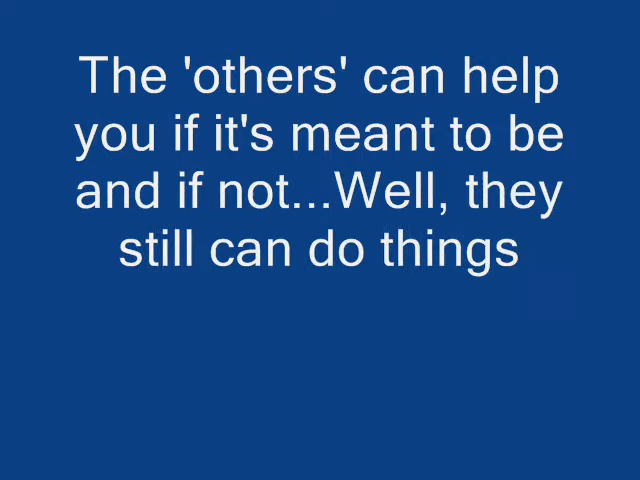 The 'others' can help
you if it's meant to be
and if not...Well, they
still can do things